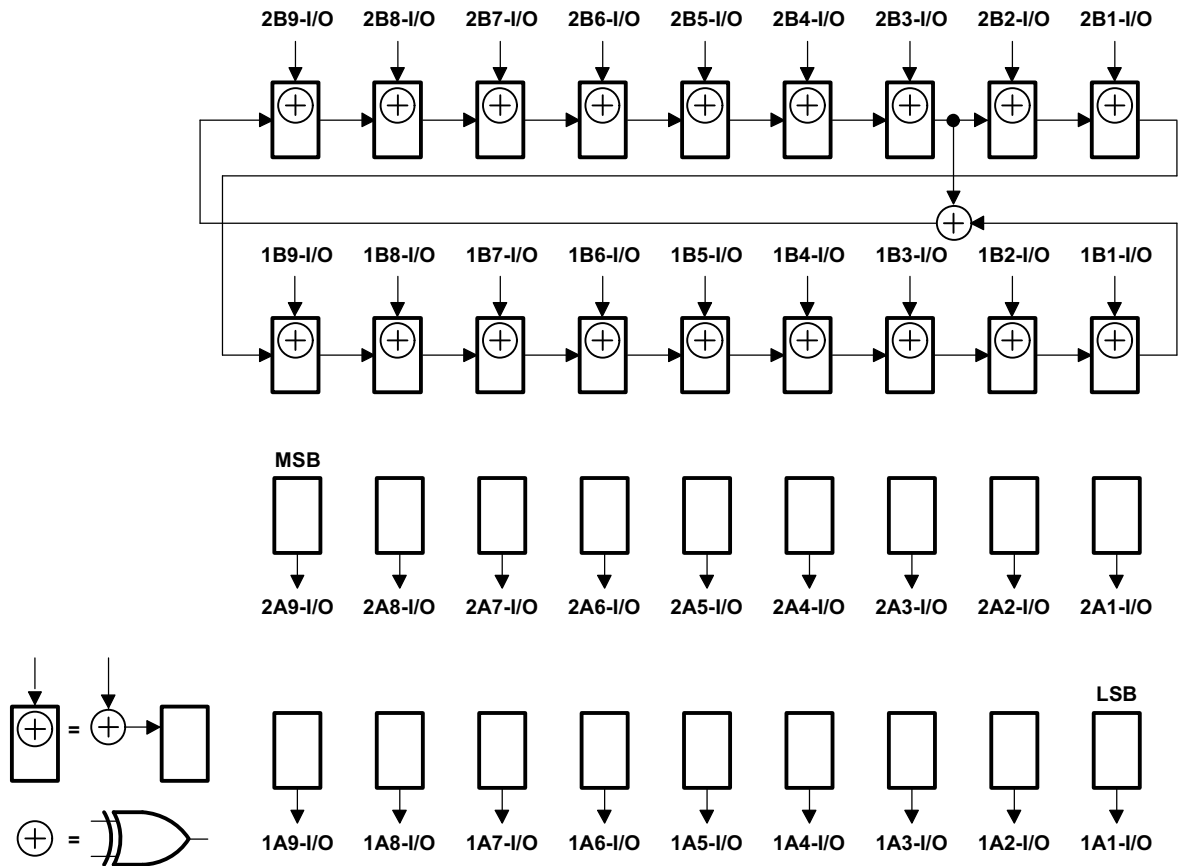 2B9-I/O 2B8-I/O 2B7-I/O 2B6-I/O 2B5-I/O 2B4-I/O 2B3-I/O 2B2-I/O 2B1-I/O
1B9-I/O 1B8-I/O 1B7-I/O 1B6-I/O 1B5-I/O 1B4-I/O 1B3-I/O 1B2-I/O 1B1-I/O
MSB
2A9-I/O 2A8-I/O 2A7-I/O 2A6-I/O 2A5-I/O 2A4-I/O 2A3-I/O 2A2-I/O 2A1-I/O
LSB
=
=
1A9-I/O 1A8-I/O 1A7-I/O 1A6-I/O 1A5-I/O 1A4-I/O 1A3-I/O 1A2-I/O 1A1-I/O